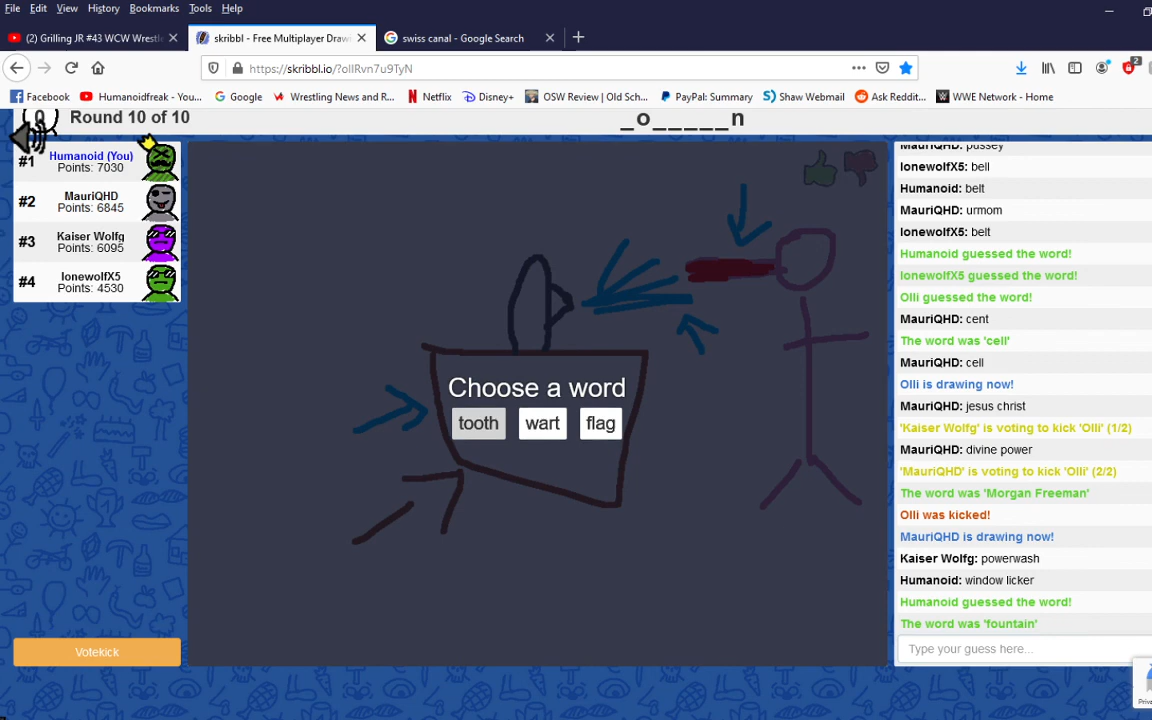 File Edit View History Bookmarks Tools Help
(2) Grilling JR #43 WCW Wrestl
skribbl - Free Multiplayer Drawi
swiss canal - Google Search
https://skribbl.io/?olIRvn7u9TyN
2
Facebook Humanoidfreak - You... Google Wrestling News and R... Netflix Disney+ OSW Review | Old Sch... PayPal: Summary Shaw Webmail Ask Reddit... WWE Network - Home
0 Round 10 of 10 _o_____n
#1 Humanoid (You)
Points: 7030
#2 MauriQHD
Points: 6845
#3 Kaiser Wolfg
Points: 6095
#4 lonewolfX5
Points: 4530
Votekick
Choose a word
tooth wart flag
MauriQHD: pussey
lonewolfX5: bell
Humanoid: belt
MauriQHD: urmom
lonewolfX5: belt
Humanoid guessed the word!
lonewolfX5 guessed the word!
Olli guessed the word!
MauriQHD: cent
The word was 'cell'
MauriQHD: cell
Olli is drawing now!
MauriQHD: jesus christ
'Kaiser Wolfg' is voting to kick 'Olli' (1/2)
MauriQHD: divine power
'MauriQHD' is voting to kick 'Olli' (2/2)
The word was 'Morgan Freeman'
Olli was kicked!
MauriQHD is drawing now!
Kaiser Wolfg: powerwash
Humanoid: window licker
Humanoid guessed the word!
The word was 'fountain'
Type your guess here...
Priva